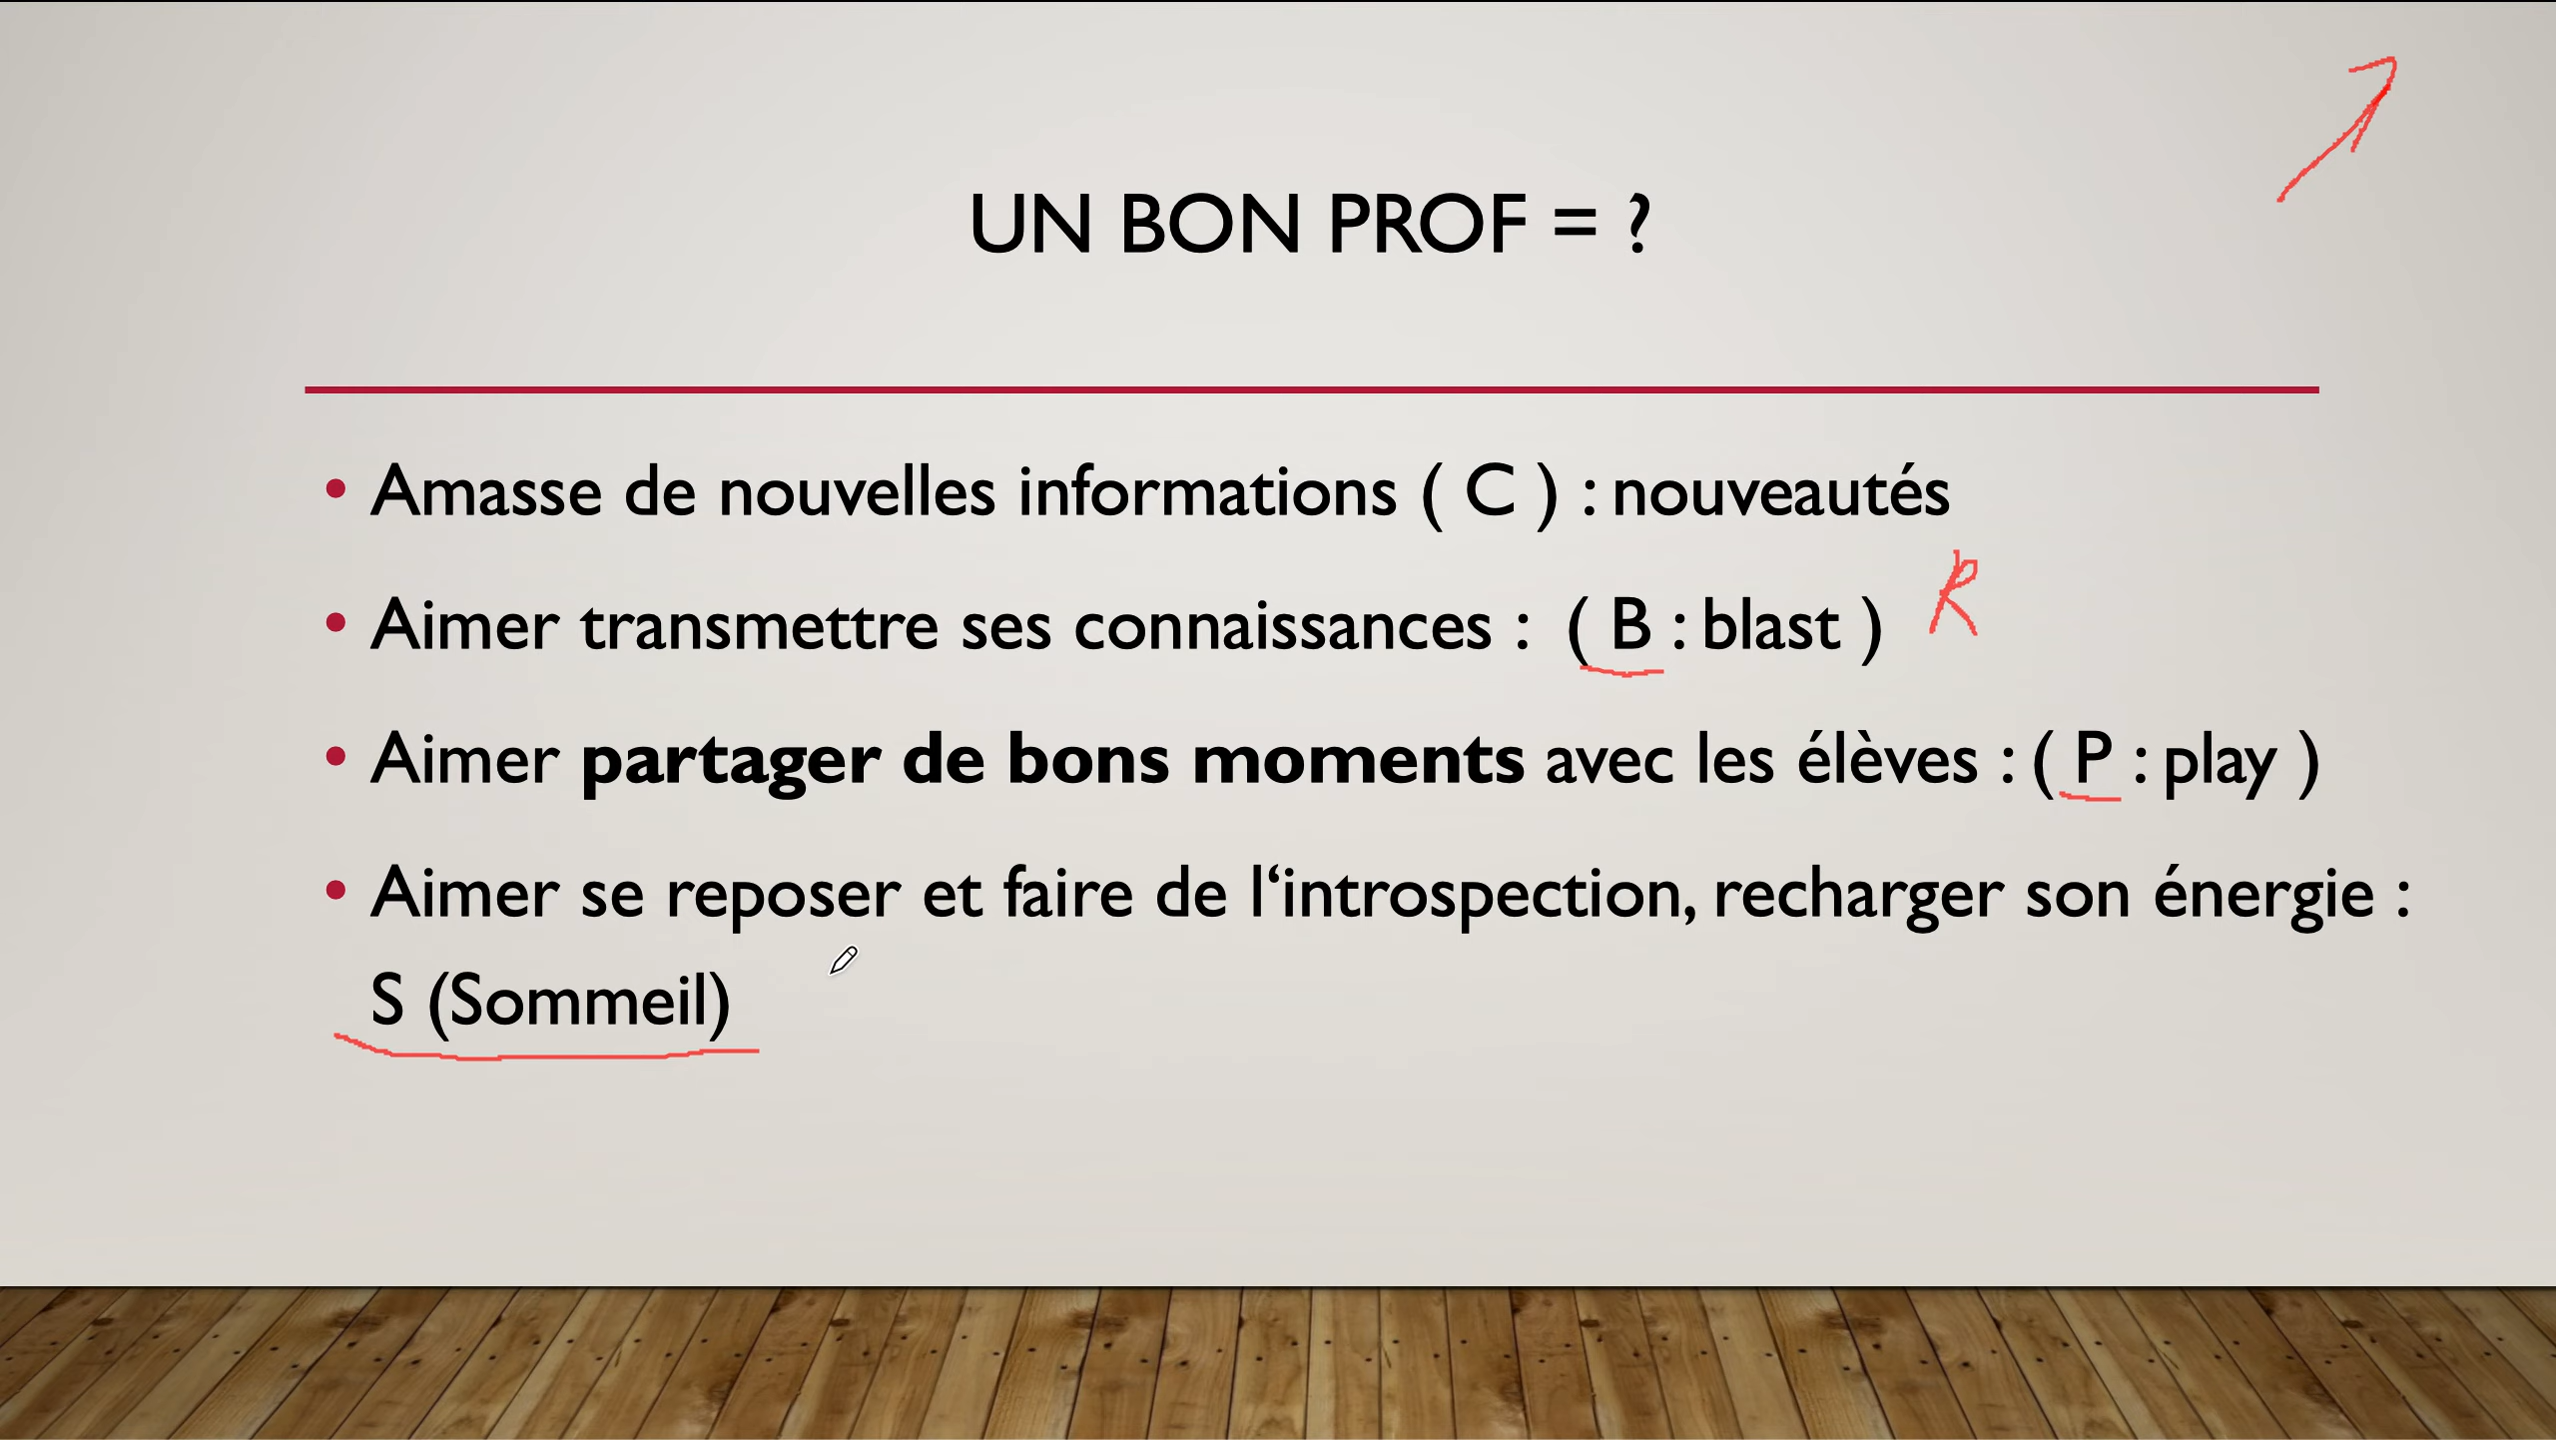 UN BON PROF = ?
• Amasse de nouvelles informations ( C ) : nouveautés
• Aimer transmettre ses connaissances : ( B : blast ) R
• Aimer partager de bons moments avec les élèves : ( P : play )
• Aimer se reposer et faire de l‘introspection, recharger son énergie :
S (Sommeil)